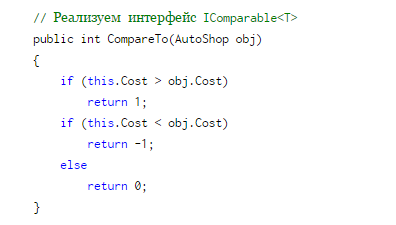 // Реализуем интерфейс IComparable<T>
public int CompareTo(AutoShop obj)
{
if (this.Cost > obj.Cost)
return 1;
if (this.Cost < obj.Cost)
return -1;
else
return 0;
}